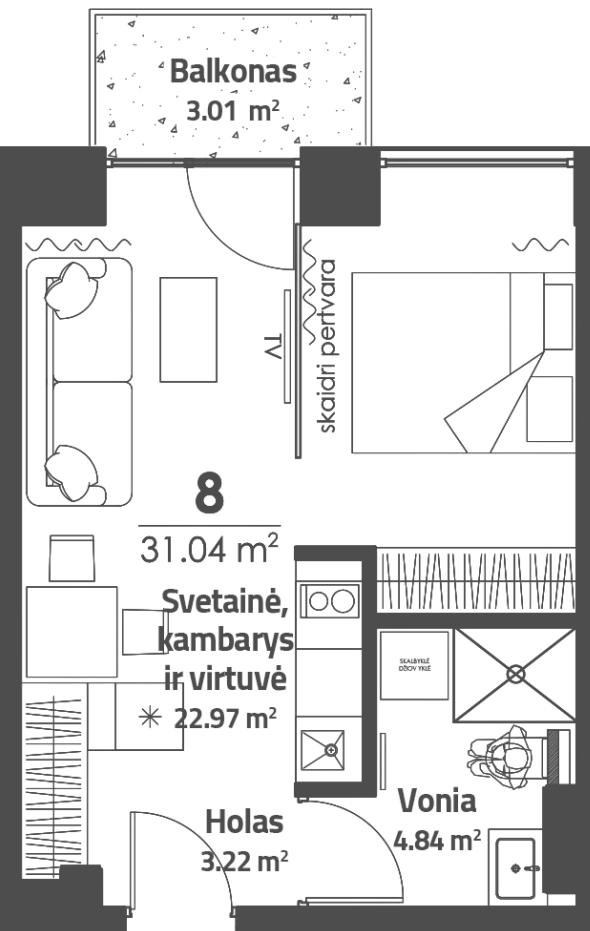 Balkonas
3.01 m²
TV
skaidri pertvara
8
31.04 m²
Svetainė,
kambarys
ir virtuvė
22.97 m²
SKALBYKLĖ
DŽIOVYKLĖ
Holas
3.22 m²
Vonia
4.84 m²